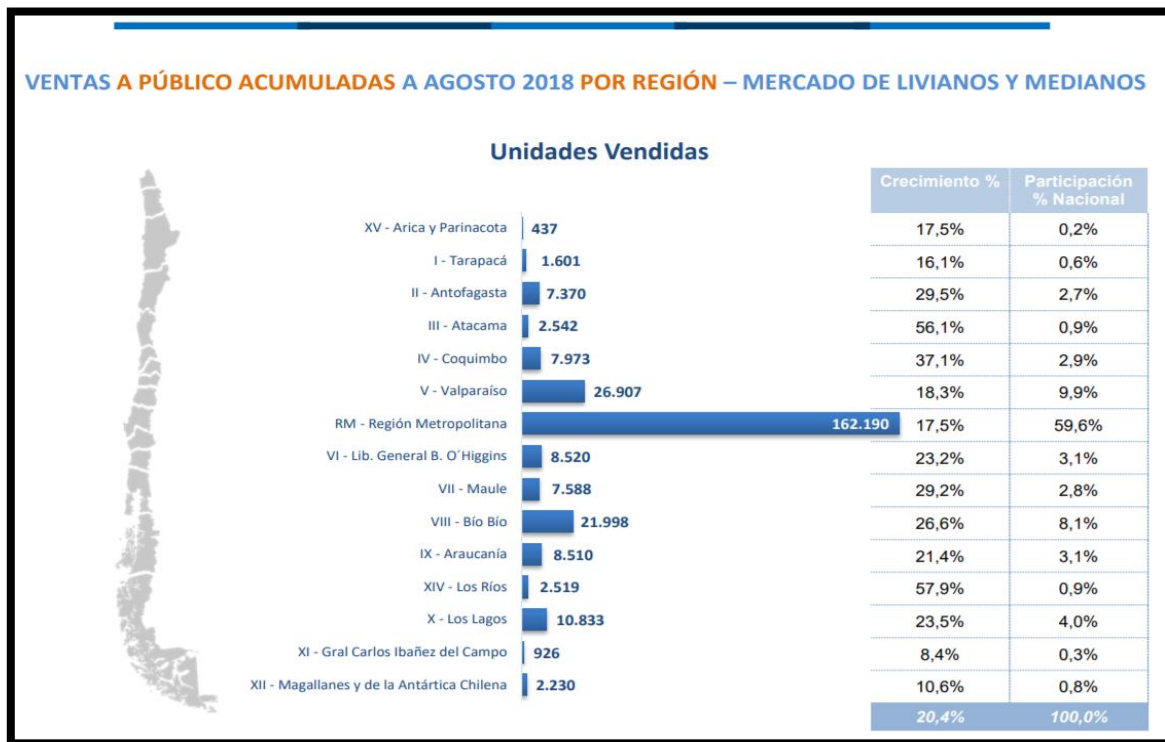 VENTAS A PÚBLICO ACUMULADAS A AGOSTO 2018 POR REGIÓN – MERCADO DE LIVIANOS Y MEDIANOS
Unidades Vendidas
Crecimiento % Participación % Nacional
XV - Arica y Parinacota 437 17,5% 0,2%
I - Tarapacá 1.601 16,1% 0,6%
II - Antofagasta 7.370 29,5% 2,7%
III - Atacama 2.542 56,1% 0,9%
IV - Coquimbo 7.973 37,1% 2,9%
V - Valparaíso 26.907 18,3% 9,9%
RM - Región Metropolitana 162.190 17,5% 59,6%
VI - Lib. General B. O´Higgins 8.520 23,2% 3,1%
VII - Maule 7.588 29,2% 2,8%
VIII - Bío Bío 21.998 26,6% 8,1%
IX - Araucanía 8.510 21,4% 3,1%
XIV - Los Ríos 2.519 57,9% 0,9%
X - Los Lagos 10.833 23,5% 4,0%
XI - Gral Carlos Ibañez del Campo 926 8,4% 0,3%
XII - Magallanes y de la Antártica Chilena 2.230 10,6% 0,8%
20,4% 100,0%